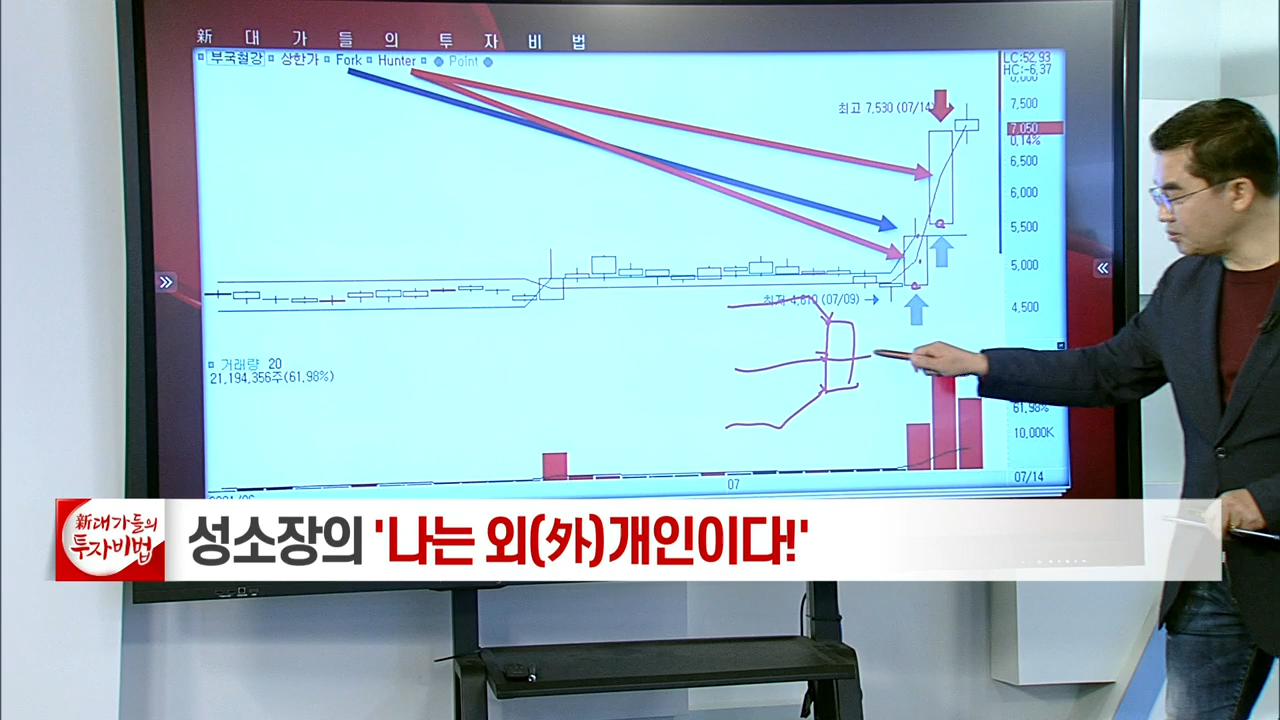 新 대 가 들 의 투 자 비 법
부국철강 상한가 Fork Hunter Point
LC:52.93
HC:-6.37
최고 7,530 (07/14)
7,500
7,050
0.14%
6,500
6,000
5,500
5,000
4,500
최저 4,610 (07/09)
거래량 20
21,194,356주(61.98%)
61.98%
10,000K
07
07/14
新대가들의
투자비법
성소장의 '나는 외(外)개인이다!'